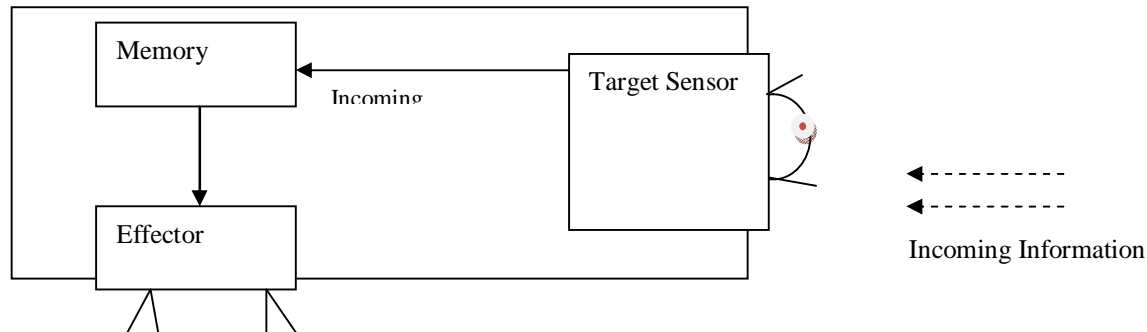 Memory
Target Sensor
Incoming
Effector
Incoming Information